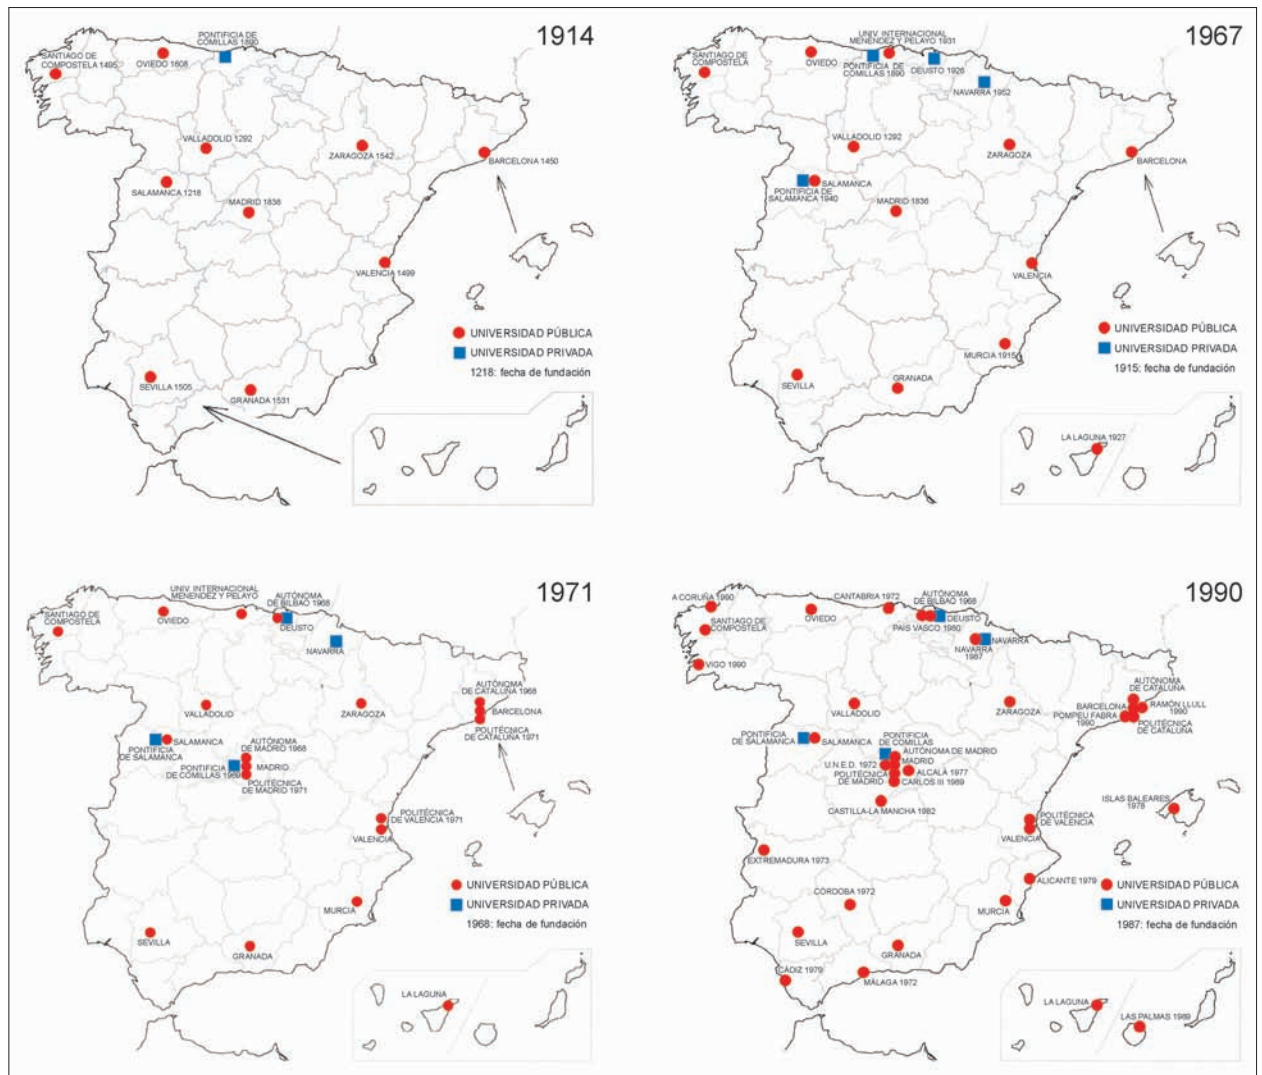 1914
PONTIFICIA DE
COMILLAS 1890
SANTIAGO DE
COMPOSTELA 1495
OVIEDO 1608
VALLADOLID 1292
ZARAGOZA 1542
BARCELONA 1450
SALAMANCA 1218
MADRID 1836
VALENCIA 1499
UNIVERSIDAD PÚBLICA
UNIVERSIDAD PRIVADA
1218: fecha de fundación
SEVILLA 1505
GRANADA 1531
1967
UNIV. INTERNACIONAL
MENÉNDEZ Y PELAYO 1931
SANTIAGO DE
COMPOSTELA
OVIEDO
PONTIFICIA DE
COMILLAS 1890
DEUSTO 1926
NAVARRA 1952
VALLADOLID 1292
ZARAGOZA
BARCELONA
SALAMANCA
PONTIFICIA DE
SALAMANCA 1940
MADRID 1836
VALENCIA
UNIVERSIDAD PÚBLICA
UNIVERSIDAD PRIVADA
1915: fecha de fundación
MURCIA 1915
SEVILLA
GRANADA
LA LAGUNA 1927
1971
UNIV. INTERNACIONAL
MENENDEZ Y PELAYO
AUTÓNOMA
DE BILBAO 1968
SANTIAGO DE
COMPOSTELA
OVIEDO
DEUSTO
NAVARRA
AUTÓNOMA
DE CATALUÑA 1968
VALLADOLID
ZARAGOZA
BARCELONA
POLITÉCNICA
DE CATALUÑA 1971
SALAMANCA
PONTIFICIA
DE SALAMANCA
AUTÓNOMA
DE MADRID 1968
MADRID
PONTIFICIA
DE COMILLAS 1969
POLITÉCNICA
DE MADRID 1971
POLITÉCNICA
DE VALENCIA 1971
VALENCIA
UNIVERSIDAD PÚBLICA
UNIVERSIDAD PRIVADA
1968: fecha de fundación
MURCIA
SEVILLA
GRANADA
LA LAGUNA
1990
A CORUÑA 1990
CANTABRIA 1972
AUTÓNOMA
DE BILBAO 1968
SANTIAGO DE
COMPOSTELA
OVIEDO
DEUSTO
PAIS VASCO 1980
NAVARRA
NAVARRA
1987
VIGO 1990
AUTÓNOMA
DE CATALUÑA
BARCELONA
RAMÓN LLULL
1990
POMPEU FABRA
1990
POLITÉCNICA
DE CATALUÑA
VALLADOLID
ZARAGOZA
PONTIFICIA
DE SALAMANCA
SALAMANCA
PONTIFICIA
DE COMILLAS
AUTÓNOMA DE MADRID
MADRID
U.N.E.D. 1972
ALCALÁ 1977
POLITÉCNICA
DE MADRID
CARLOS III 1989
CASTILLA-LA MANCHA 1982
ISLAS BALEARES
1978
POLITÉCNICA
DE VALENCIA
VALENCIA
EXTREMADURA 1973
ALICANTE 1979
UNIVERSIDAD PÚBLICA
UNIVERSIDAD PRIVADA
1987: fecha de fundación
CÓRDOBA 1972
MURCIA
SEVILLA
GRANADA
CÁDIZ 1979
MÁLAGA 1972
LA LAGUNA
LAS PALMAS 1989